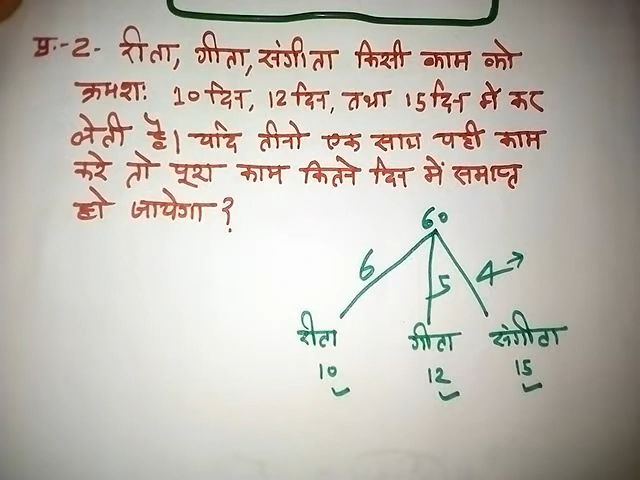 प्र:-2- रीता, गीता, संगीता किसी काम को
क्रमश: 10 दिन, 12 दिन, तथा 15 दिन में कर
लेती है। यदि तीनो एक साथ यही काम
करे तो पूरा काम कितने दिन में समाप्त
हो जायेगा ?
60
6 5 4 →
रीता गीता संगीता
10 12 15